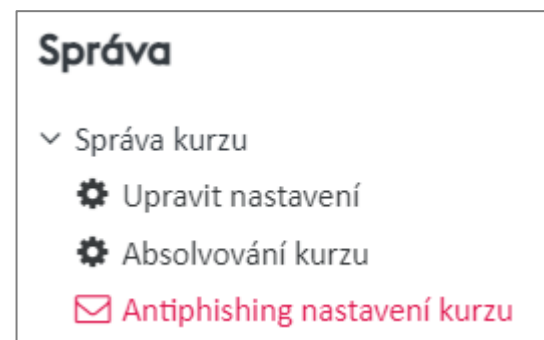 Správa
Správa kurzu
Upravit nastavení
Absolvování kurzu
Antiphishing nastavení kurzu